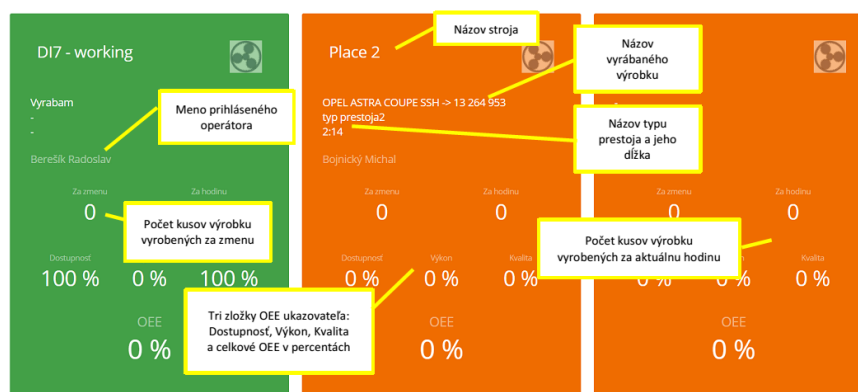 DI7 - working
Vyrabam
-
-
Berešík Radoslav
Za zmenu
Za hodinu
0
Dostupnosť
100 %
0 %
100 %
OEE
0 %
Place 2
OPEL ASTRA COUPE SSH -> 13 264 953
typ prestoja2
2:14
Bojnický Michal
Za zmenu
Za hodinu
0
0
Dostupnosť
Výkon
Kvalita
0 %
0 %
0 %
OEE
0 %
Za zmenu
Za hodinu
0
0
Kvalita
0 %
0 %
0 %
OEE
0 %
Názov stroja
Názov
vyrábaného
výrobku
Meno prihláseného
operátora
Názov typu
prestoja a jeho
dĺžka
Počet kusov výrobku
vyrobených za zmenu
Počet kusov výrobku
vyrobených za aktuálnu hodinu
Tri zložky OEE ukazovateľa:
Dostupnosť, Výkon, Kvalita
a celkové OEE v percentách